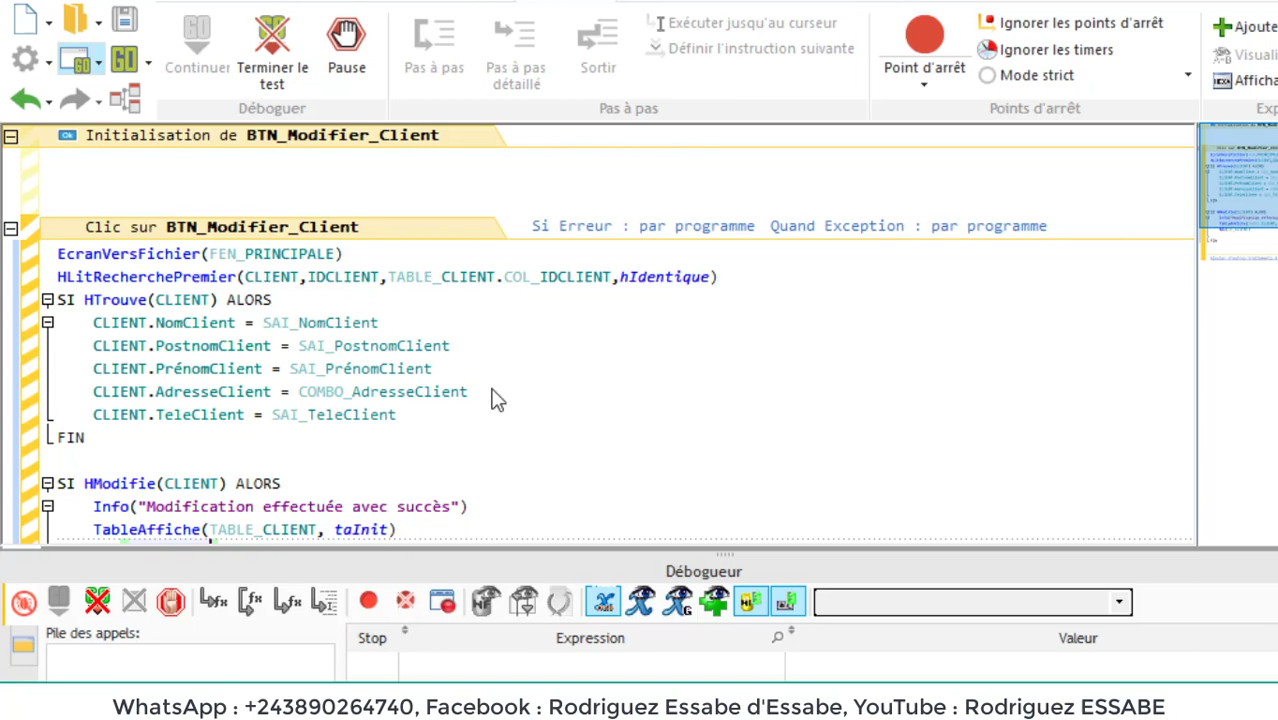 Exécuter jusqu'au curseur
Définir l'instruction suivante
Continuer
Terminer le
test
Pause
Pas à pas
Pas à pas
détaillé
Sortir
Point d'arrêt
Ignorer les points d'arrêt
Ignorer les timers
Mode strict
Ajoute
Visuali
Afficha
Déboguer
Pas à pas
Points d'arrêt
Exp
GO
GO
GO
Ok Initialisation de BTN_Modifier_Client
Clic sur BTN_Modifier_Client
Si Erreur : par programme Quand Exception : par programme
EcranVersFichier(FEN_PRINCIPALE)
HLitRecherchePremier(CLIENT,IDCLIENT,TABLE_CLIENT.COL_IDCLIENT,hIdentique)
SI HTrouve(CLIENT) ALORS
CLIENT.NomClient = SAI_NomClient
CLIENT.PostnomClient = SAI_PostnomClient
CLIENT.PrénomClient = SAI_PrénomClient
CLIENT.AdresseClient = COMBO_AdresseClient
CLIENT.TeleClient = SAI_TeleClient
FIN
SI HModifie(CLIENT) ALORS
Info("Modification effectuée avec succès")
TableAffiche(TABLE_CLIENT, taInit)
Débogueur
Pile des appels:
Stop
Expression
Valeur
WhatsApp : +243890264740, Facebook : Rodriguez Essabe d'Essabe, YouTube : Rodriguez ESSABE